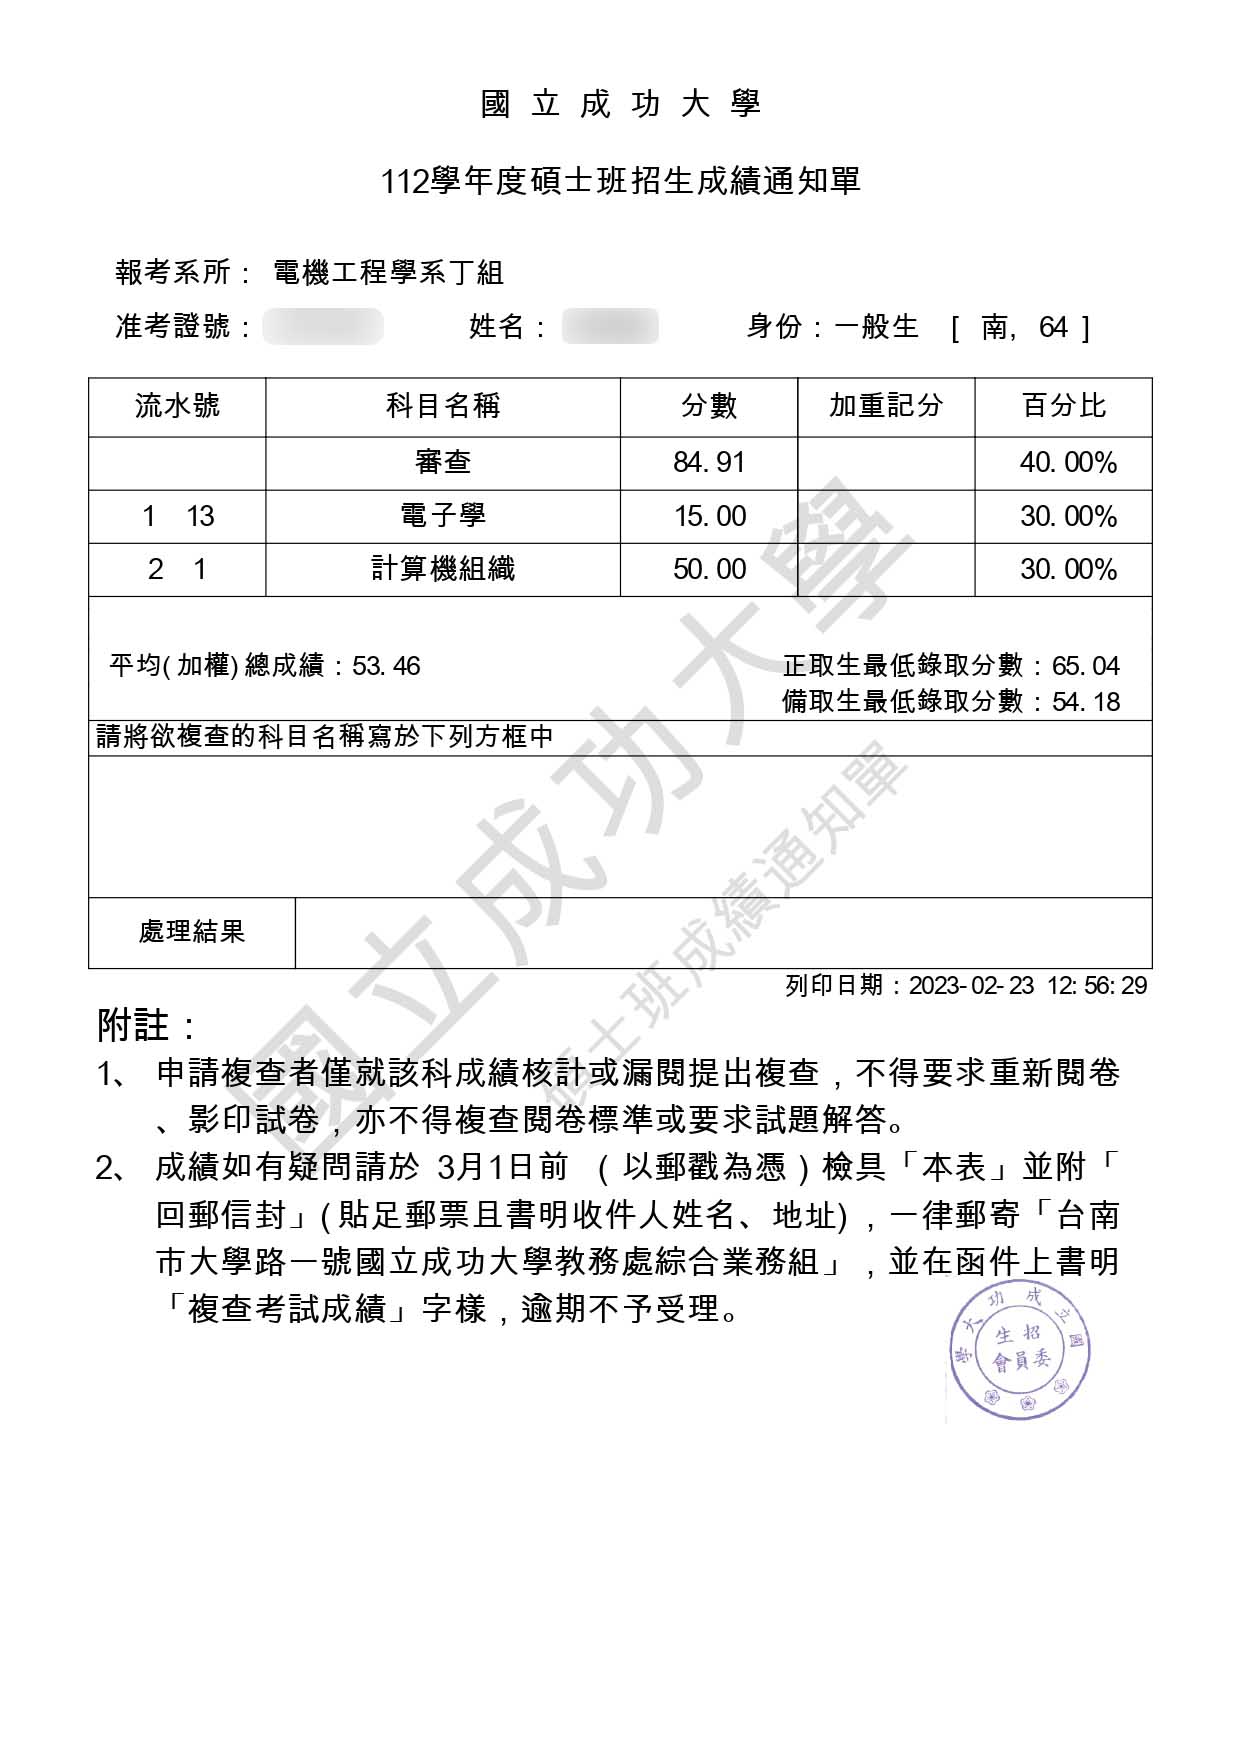 國立成功大學
112學年度碩士班招生成績通知單
報考系所： 電機工程學系丁組
准考證號： 姓名： 身份：一般生 [ 南, 64 ]
流水號 科目名稱 分數 加重記分 百分比
審查 84.91 40.00%
1 13 電子學 15.00 30.00%
2 1 計算機組織 50.00 30.00%
平均(加權)總成績：53.46 正取生最低錄取分數：65.04
備取生最低錄取分數：54.18
請將欲複查的科目名稱寫於下列方框中
處理結果
列印日期：2023-02-23 12:56:29
附註：
1、 申請複查者僅就該科成績核計或漏閱提出複查，不得要求重新閱卷
、影印試卷，亦不得複查閱卷標準或要求試題解答。
2、 成績如有疑問請於 3月1日前 （以郵戳為憑）檢具「本表」並附「
回郵信封」(貼足郵票且書明收件人姓名、地址)，一律郵寄「台南
市大學路一號國立成功大學教務處綜合業務組」，並在函件上書明
「複查考試成績」字樣，逾期不予受理。
國立成功大學
碩士班成績通知單
國立成功大學
招生
委員會